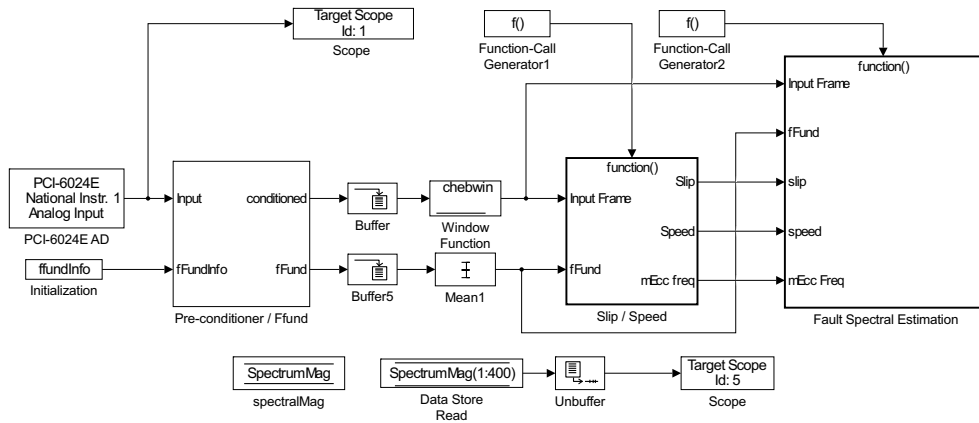 Target Scope
Id: 1
Scope
f()
Function-Call
Generator1
f()
Function-Call
Generator2
function()
Input Frame
fFund
slip
speed
mEcc Freq
Fault Spectral Estimation
PCI-6024E
National Instr. 1
Analog Input
PCI-6024E AD
ffundInfo
Initialization
Input
conditioned
fFundInfo
fFund
Pre-conditioner / Ffund
Buffer
Buffer5
chebwin
Window
Function
Mean1
function()
Input Frame
Slip
Speed
fFund
mEcc freq
Slip / Speed
SpectrumMag
spectralMag
SpectrumMag(1:400)
Data Store
Read
Unbuffer
Target Scope
Id: 5
Scope